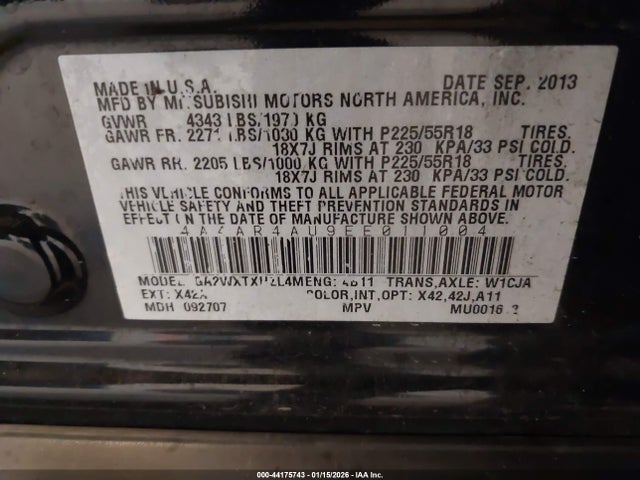 MADE IN U.S.A. DATE SEP. 2013
MFD BY MITSUBISHI MOTORS NORTH AMERICA, INC.
GVWR 4343 LBS/1970 KG
GAWR FR. 2271 LBS/1030 KG WITH P225/55R18 TIRES,
18X7J RIMS AT 230 KPA/33 PSI COLD.
GAWR RR. 2205 LBS/1000 KG WITH P225/55R18 TIRES,
18X7J RIMS AT 230 KPA/33 PSI COLD.
THIS VEHICLE CONFORMS TO ALL APPLICABLE FEDERAL MOTOR
VEHICLE SAFETY AND THEFT PREVENTION STANDARDS IN
EFFECT ON THE DATE OF MANUFACTURE SHOWN ABOVE.
4A4AR4AU9EE011004
MODEL: ENG: 4B11 TRANS,AXLE: W1CJA
EXT: X42A COLOR,INT,OPT: X42,42J,A11
MDH 092707 MPV
000-44175743 - 01/15/2026 - IAA Inc.